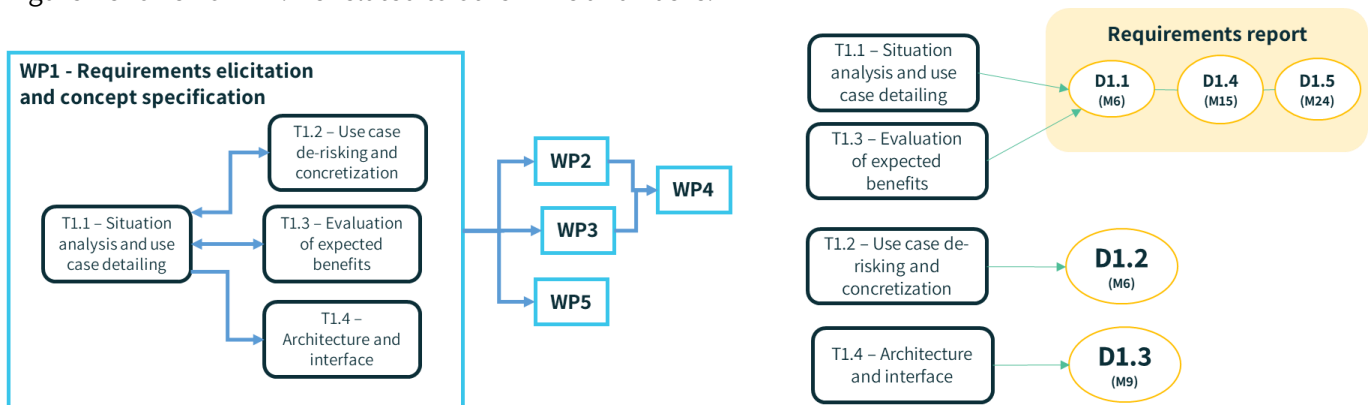 WP1 - Requirements elicitation
and concept specification
T1.2 – Use case
de-risking and
concretization
T1.1 – Situation
analysis and use
case detailing
T1.3 – Evaluation
of expected
benefits
T1.4 –
Architecture and
interface
WP2
WP3
WP5
WP4
T1.1 – Situation
analysis and use
case detailing
T1.3 – Evaluation
of expected
benefits
Requirements report
D1.1
(M6)
D1.4
(M15)
D1.5
(M24)
T1.2 – Use case de-
risking and
concretization
D1.2
(M6)
T1.4 – Architecture
and interface
D1.3
(M9)